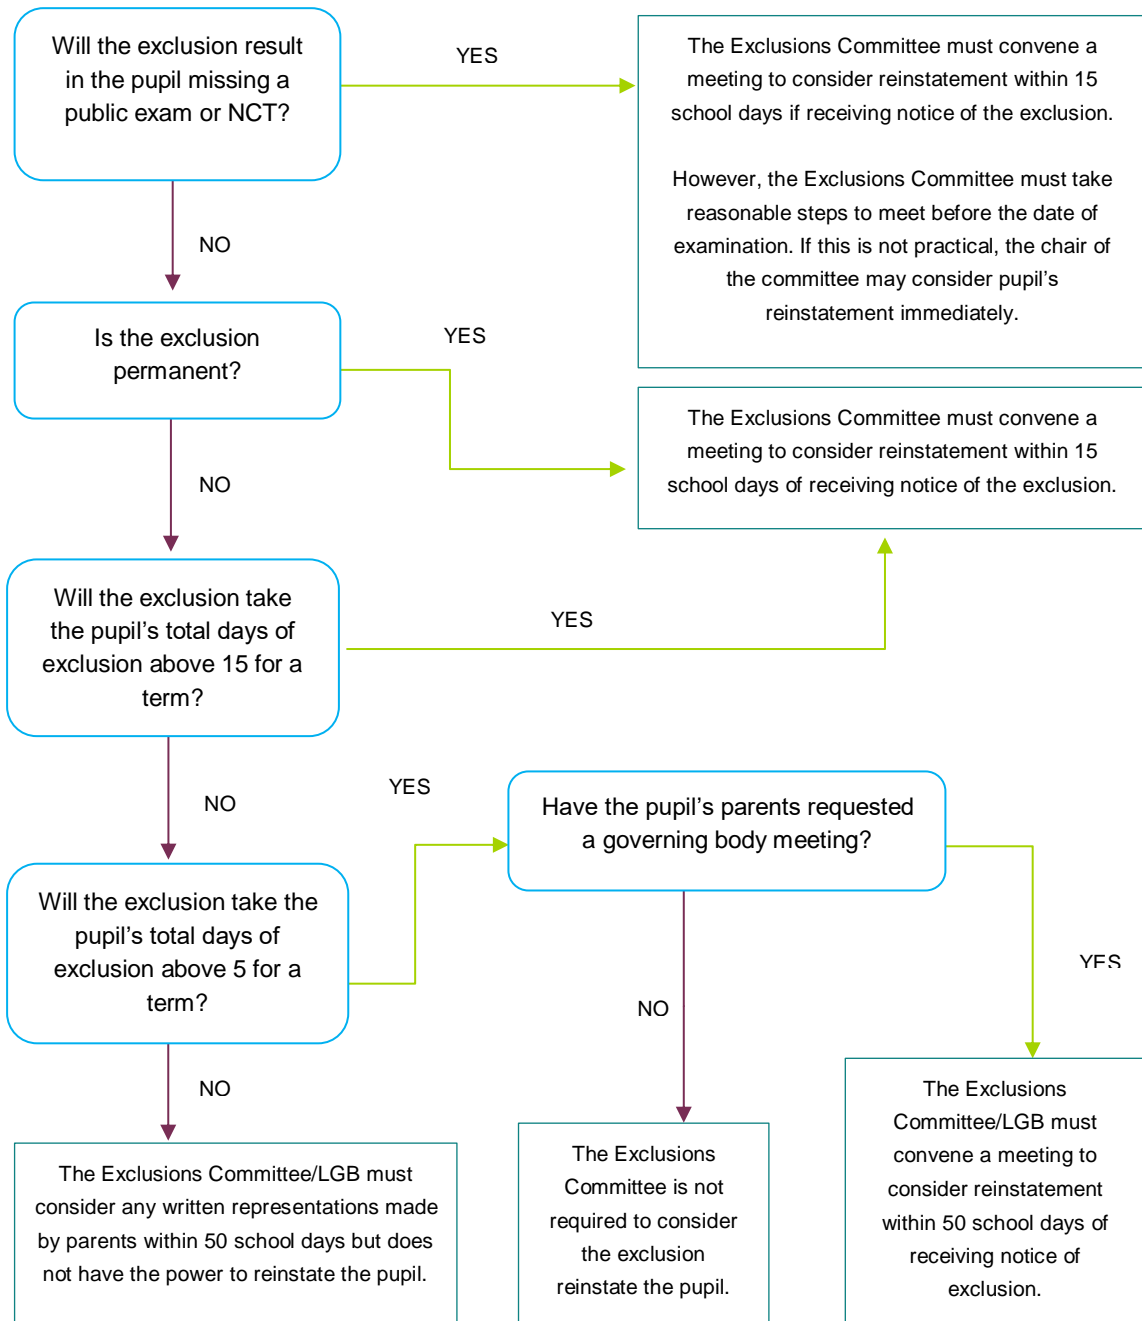 Will the exclusion result
in the pupil missing a
public exam or NCT?
YES
The Exclusions Committee must convene a
meeting to consider reinstatement within 15
school days if receiving notice of the exclusion.
However, the Exclusions Committee must take
reasonable steps to meet before the date of
examination. If this is not practical, the chair of
the committee may consider pupil’s
reinstatement immediately.
NO
Is the exclusion
permanent?
YES
The Exclusions Committee must convene a
meeting to consider reinstatement within 15
school days of receiving notice of the exclusion.
NO
Will the exclusion take
the pupil’s total days of
exclusion above 15 for a
term?
YES
NO
Will the exclusion take the
pupil’s total days of
exclusion above 5 for a
term?
YES
Have the pupil’s parents requested
a governing body meeting?
NO
YES
NO
The Exclusions Committee/LGB must
consider any written representations made
by parents within 50 school days but does
not have the power to reinstate the pupil.
The Exclusions
Committee is not
required to consider
the exclusion
reinstate the pupil.
The Exclusions
Committee/LGB must
convene a meeting to
consider reinstatement
within 50 school days of
receiving notice of
exclusion.